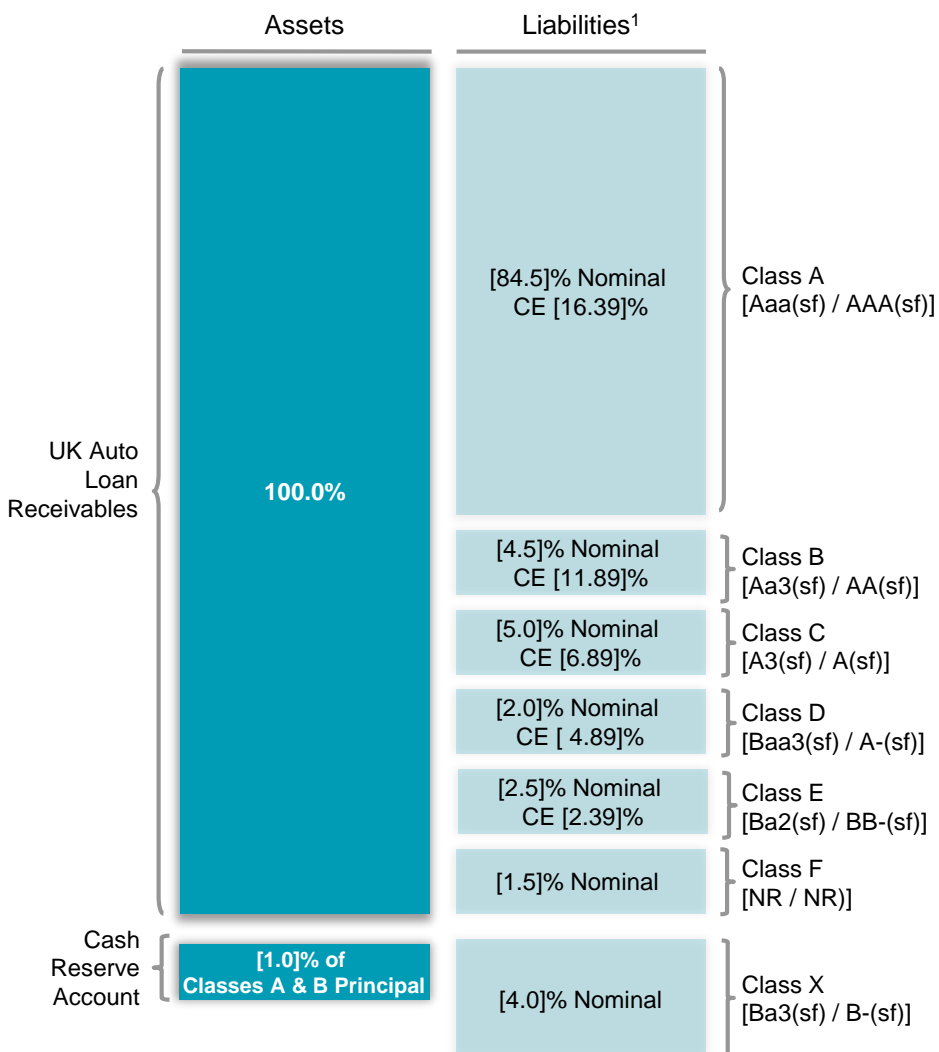 Assets
Liabilities¹
UK Auto
Loan
Receivables
100.0%
[84.5]% Nominal
CE [16.39]%
Class A
[Aaa(sf) / AAA(sf)]
[4.5]% Nominal
CE [11.89]%
Class B
[Aa3(sf) / AA(sf)]
[5.0]% Nominal
CE [6.89]%
Class C
[A3(sf) / A(sf)]
[2.0]% Nominal
CE [ 4.89]%
Class D
[Baa3(sf) / A-(sf)]
[2.5]% Nominal
CE [2.39]%
Class E
[Ba2(sf) / BB-(sf)]
[1.5]% Nominal
Class F
[NR / NR)]
Cash
Reserve
Account
[1.0]% of
Classes A & B Principal
[4.0]% Nominal
Class X
[Ba3(sf) / B-(sf)]